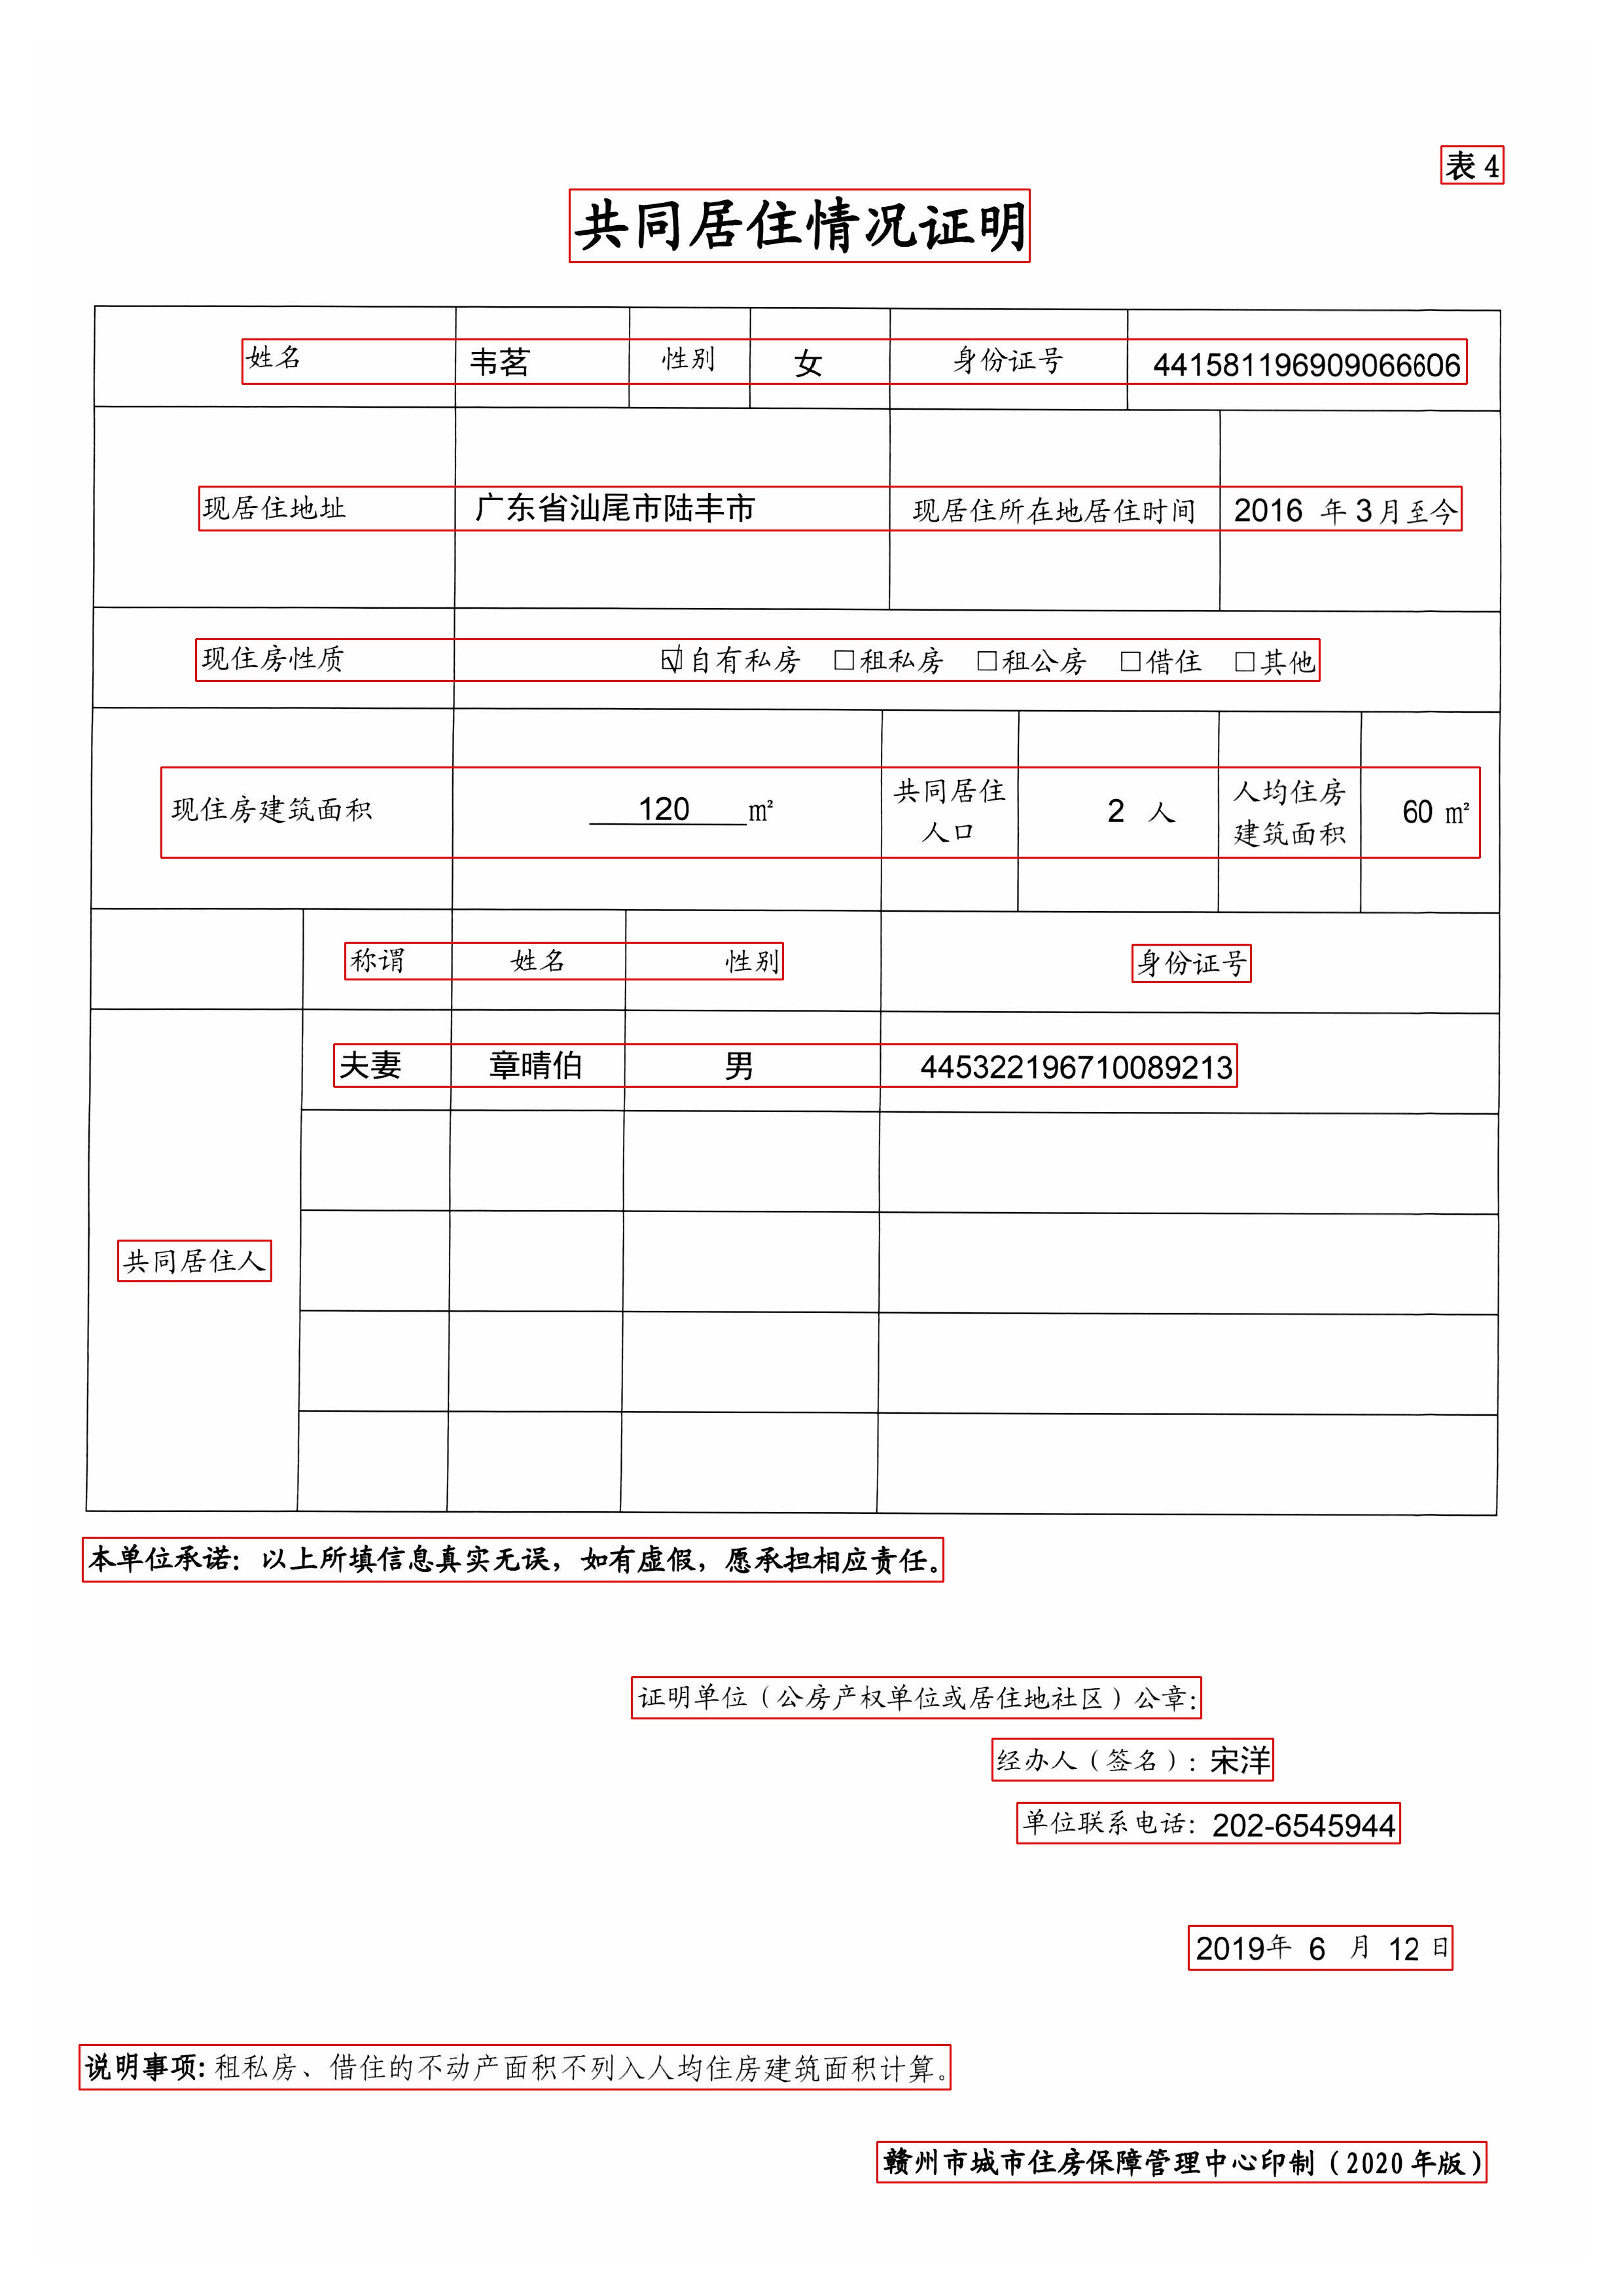 表 4
共同居住情况证明
姓名 韦茗 性别 女 身份证号 441581196909066606
现居住地址 广东省汕尾市陆丰市 现居住所在地居住时间 2016 年 3 月至今
现住房性质 ☑自有私房 □租私房 □租公房 □借住 □其他
现住房建筑面积 120 m² 共同居住人口 2 人 人均住房建筑面积 60 m²
称谓 姓名 性别 身份证号
夫妻 章晴伯 男 445322196710089213
共同居住人
本单位承诺：以上所填信息真实无误，如有虚假，愿承担相应责任。
证明单位（公房产权单位或居住地社区）公章：
经办人（签名）：宋洋
单位联系电话：202-6545944
2019年 6 月 12 日
说明事项：租私房、借住的不动产面积不列入人均住房建筑面积计算。
赣州市城市住房保障管理中心印制（2020 年版）